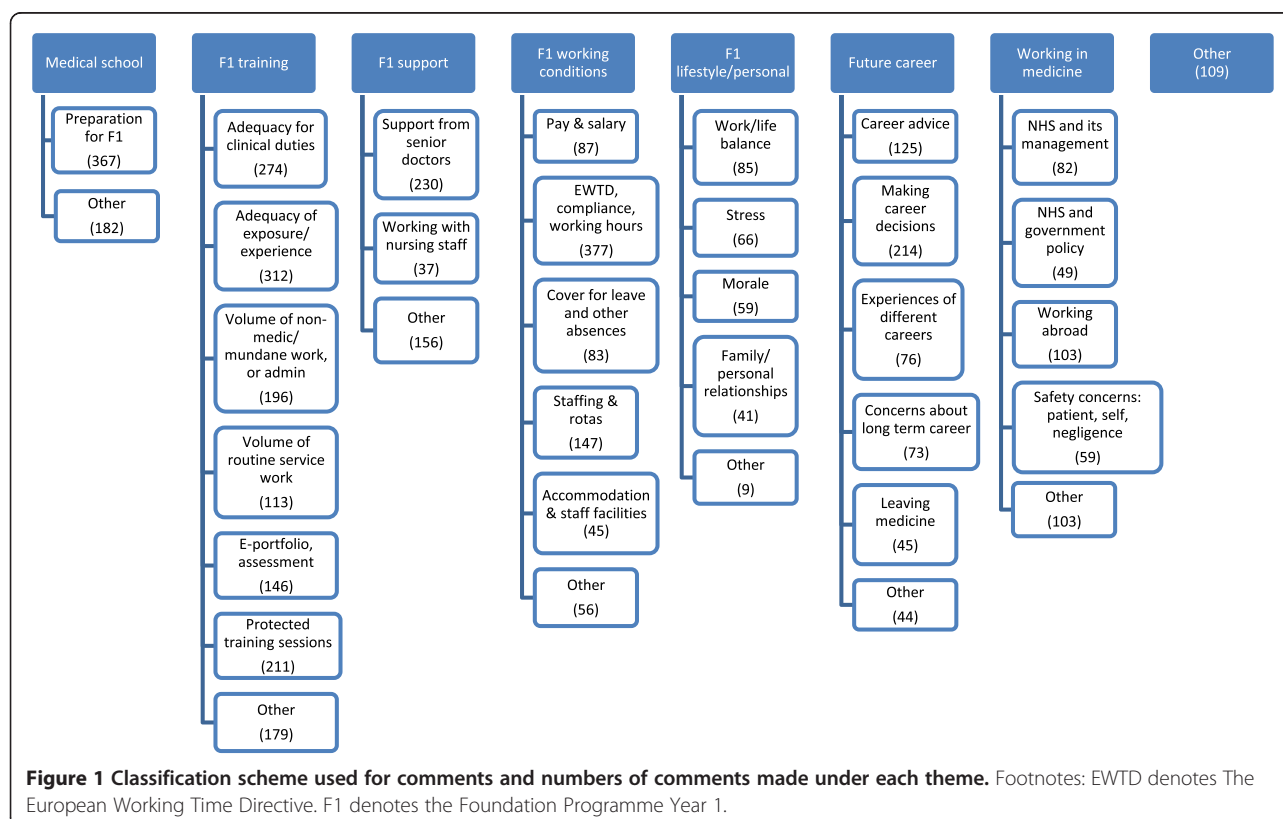 Medical school
Preparation
for F1
(367)
Other
(182)
F1 training
Adequacy for
clinical duties
(274)
Adequacy of
exposure/
experience
(312)
Volume of non-
medic/
mundane work,
or admin
(196)
Volume of
routine service
work
(113)
E-portfolio,
assessment
(146)
Protected
training sessions
(211)
Other
(179)
F1 support
Support from
senior
doctors
(230)
Working with
nursing staff
(37)
Other
(156)
F1 working
conditions
Pay & salary
(87)
EWTD,
compliance,
working hours
(377)
Cover for leave
and other
absences
(83)
Staffing &
rotas
(147)
Accommodation
& staff facilities
(45)
Other
(56)
F1
lifestyle/personal
Work/life
balance
(85)
Stress
(66)
Morale
(59)
Family/
personal
relationships
(41)
Other
(9)
Future career
Career advice
(125)
Making
career
decisions
(214)
Experiences of
different
careers
(76)
Concerns about
long term career
(73)
Leaving
medicine
(45)
Other
(44)
Working in
medicine
NHS and its
management
(82)
NHS and
government
policy
(49)
Working
abroad
(103)
Safety concerns:
patient, self,
negligence
(59)
Other
(103)
Other
(109)
Figure 1 Classification scheme used for comments and numbers of comments made under each theme. Footnotes: EWTD denotes The
European Working Time Directive. F1 denotes the Foundation Programme Year 1.